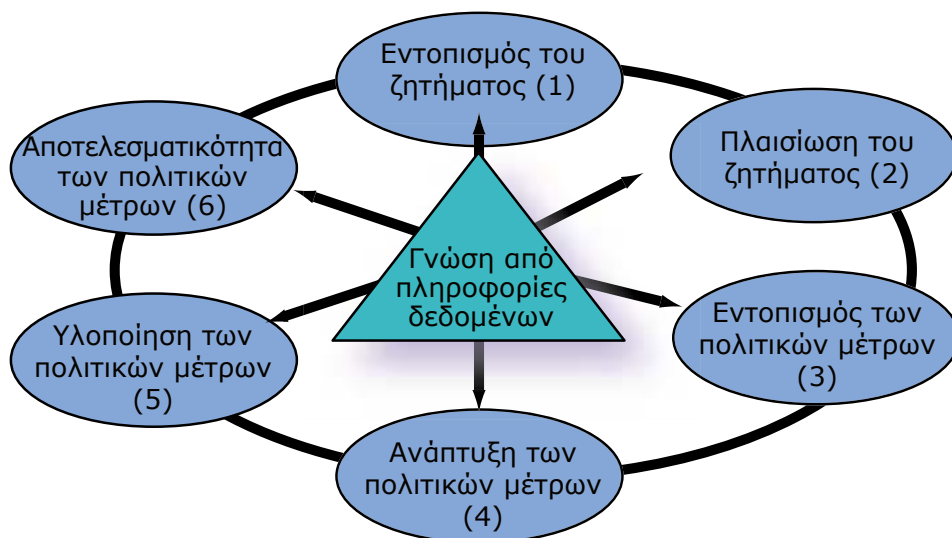 Εντοπισμός του
ζητήματος (1)
Πλαισίωση του
ζητήματος (2)
Εντοπισμός των
πολιτικών μέτρων
(3)
Ανάπτυξη των
πολιτικών μέτρων
(4)
Υλοποίηση των
πολιτικών μέτρων
(5)
Αποτελεσματικότητα
των πολιτικών
μέτρων (6)
Γνώση από
πληροφορίες
δεδομένων